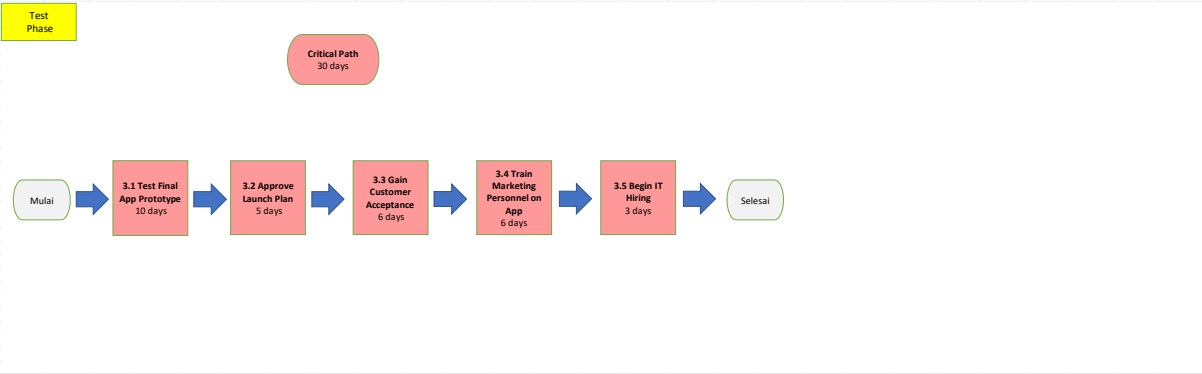 Test
Phase
Critical Path
30 days
Mulai
3.1 Test Final
App Prototype
10 days
3.2 Approve
Launch Plan
5 days
3.3 Gain
Customer
Acceptance
6 days
3.4 Train
Marketing
Personnel on
App
6 days
3.5 Begin IT
Hiring
3 days
Selesai